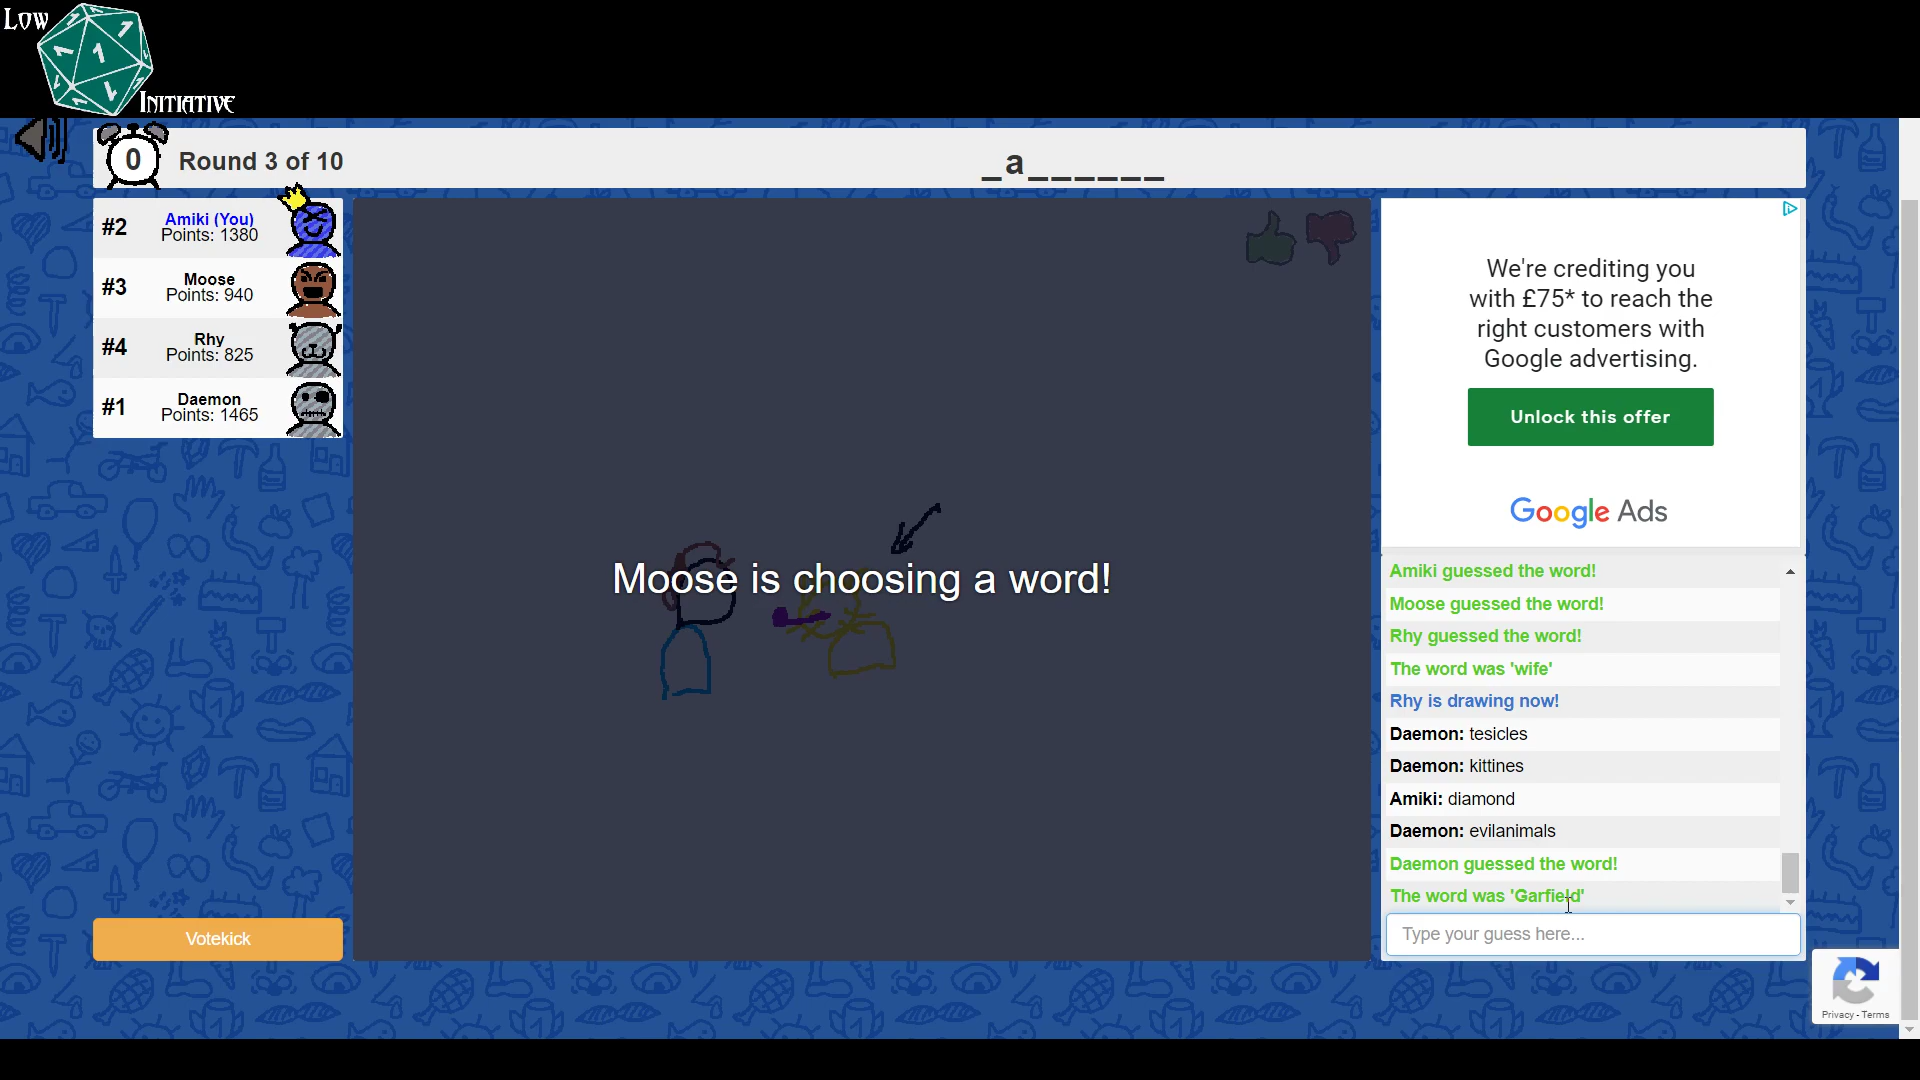 Low
Initiative
0
Round 3 of 10
_a______
#2
Amiki (You)
Points: 1380
#3
Moose
Points: 940
#4
Rhy
Points: 825
#1
Daemon
Points: 1465
Votekick
Moose is choosing a word!
We're crediting you
with £75* to reach the
right customers with
Google advertising.
Unlock this offer
Google Ads
Amiki guessed the word!
Moose guessed the word!
Rhy guessed the word!
The word was 'wife'
Rhy is drawing now!
Daemon: tesicles
Daemon: kittines
Amiki: diamond
Daemon: evilanimals
Daemon guessed the word!
The word was 'Garfield'
Type your guess here...
Privacy - Terms